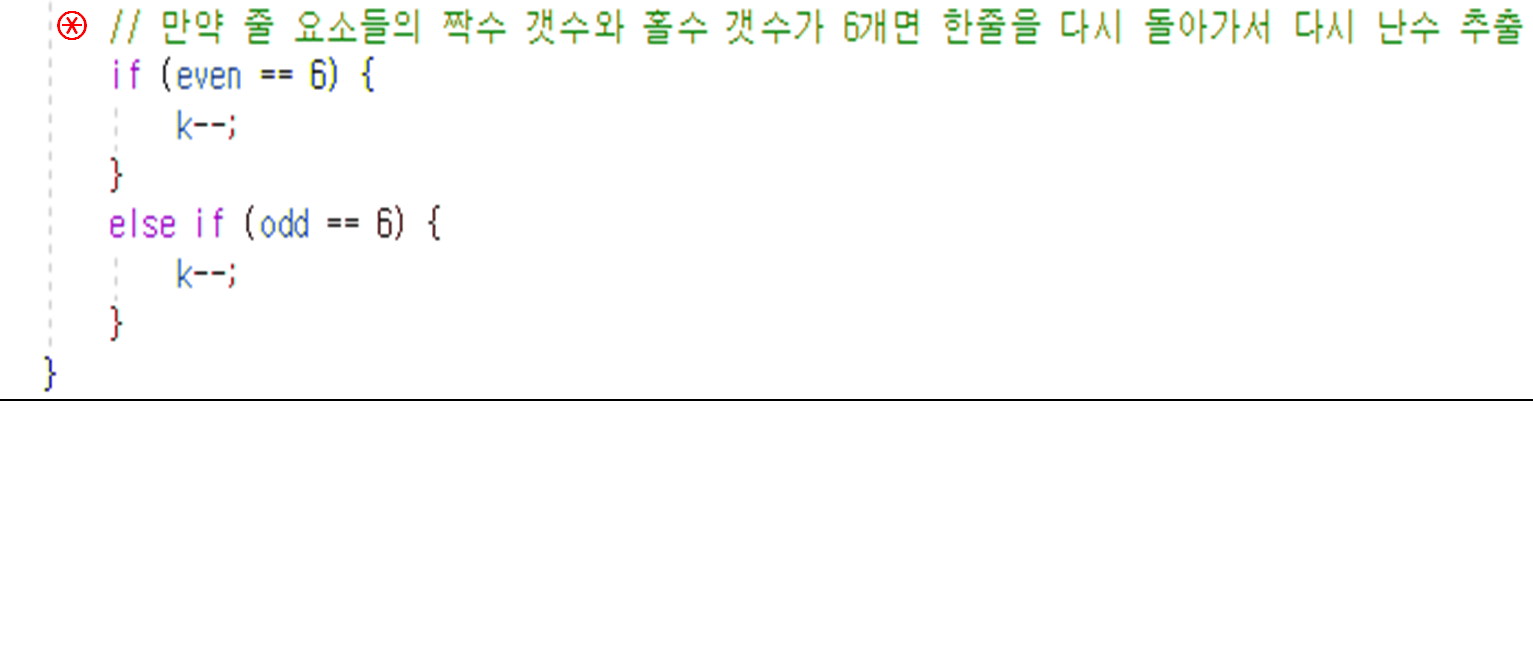 ⊛ // 만약 줄 요소들의 짝수 갯수와 홀수 갯수가 6개면 한줄을 다시 돌아가서 다시 난수 추출
if (even == 6) {
k--;
}
else if (odd == 6) {
k--;
}
}